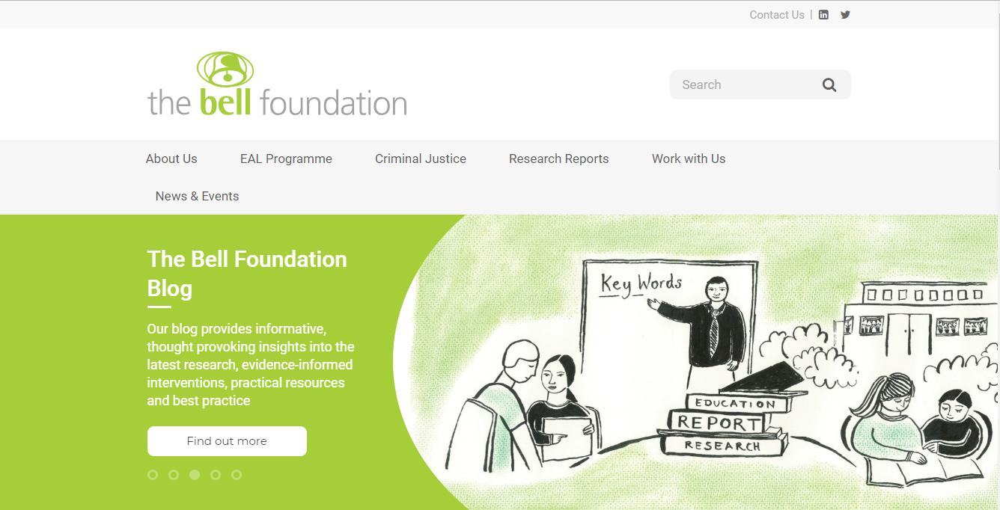 Contact Us |
the bell foundation
Search
About Us EAL Programme Criminal Justice Research Reports Work with Us
News & Events
The Bell Foundation
Blog
Our blog provides informative,
thought provoking insights into the
latest research, evidence-informed
interventions, practical resources
and best practice
Find out more
Key Words
EDUCATION
REPORT
RESEARCH